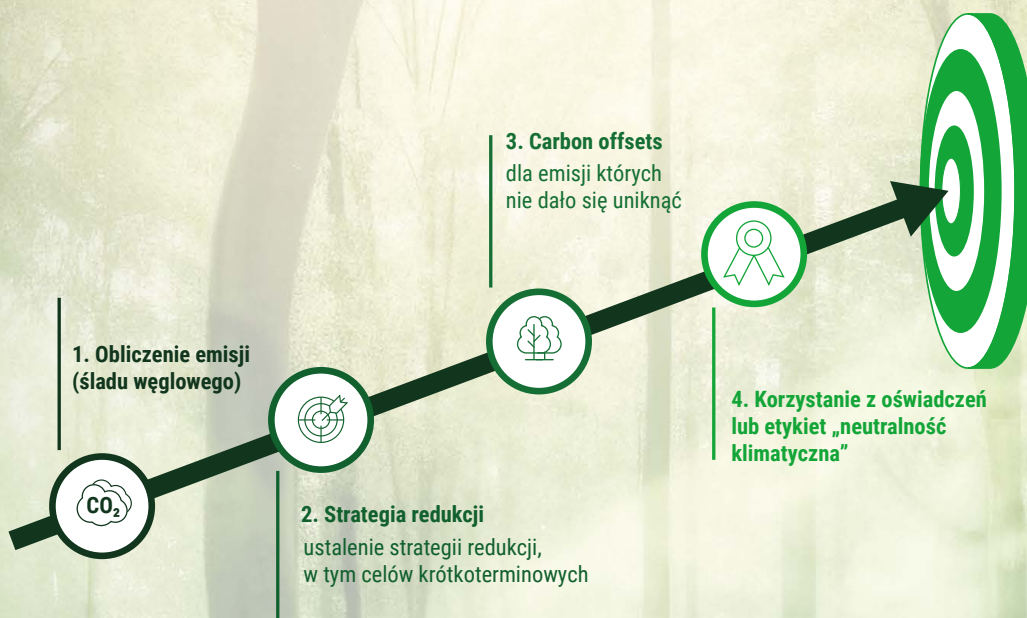 1. Obliczenie emisji
(śladu węglowego)
CO₂
2. Strategia redukcji
ustalenie strategii redukcji,
w tym celów krótkoterminowych
3. Carbon offsets
dla emisji których
nie dało się uniknąć
4. Korzystanie z oświadczeń
lub etykiet „neutralność
klimatyczna”